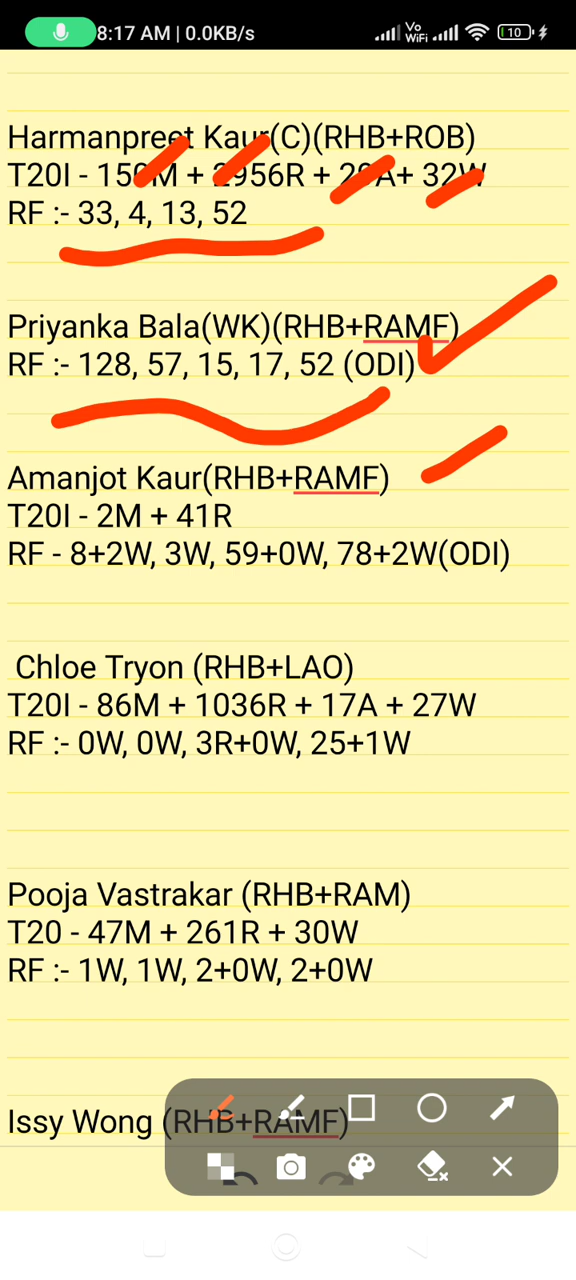 8:17 AM | 0.0KB/s Vo WiFi 10
Harmanpreet Kaur(C)(RHB+ROB)
T20I - 150M + 2956R + 29A+ 32W
RF :- 33, 4, 13, 52
Priyanka Bala(WK)(RHB+RAMF)
RF :- 128, 57, 15, 17, 52 (ODI)
Amanjot Kaur(RHB+RAMF)
T20I - 2M + 41R
RF - 8+2W, 3W, 59+0W, 78+2W(ODI)
Chloe Tryon (RHB+LAO)
T20I - 86M + 1036R + 17A + 27W
RF :- 0W, 0W, 3R+0W, 25+1W
Pooja Vastrakar (RHB+RAM)
T20 - 47M + 261R + 30W
RF :- 1W, 1W, 2+0W, 2+0W
Issy Wong (RHB+RAMF)